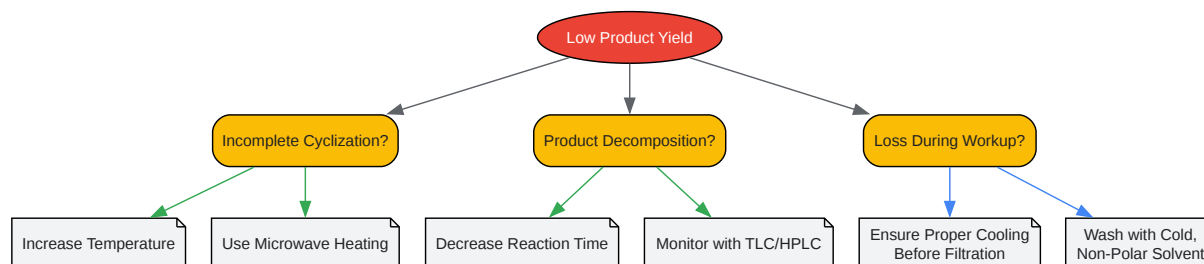 Low Product Yield
Incomplete Cyclization?
Product Decomposition?
Loss During Workup?
Increase Temperature
Use Microwave Heating
Decrease Reaction Time
Monitor with TLC/HPLC
Ensure Proper Cooling
Before Filtration
Wash with Cold,
Non-Polar Solvent